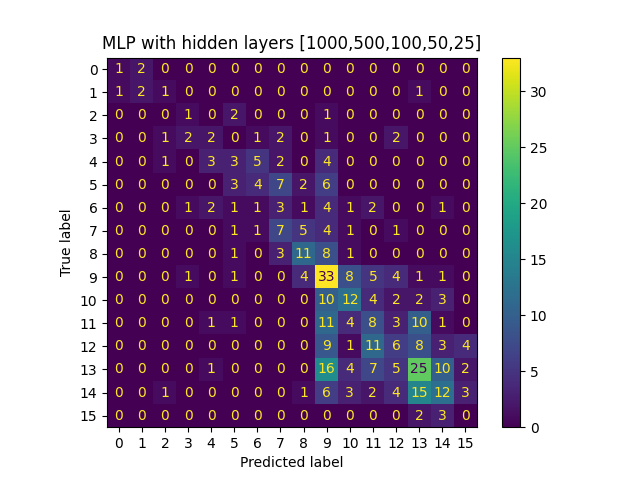 MLP with hidden layers [1000,500,100,50,25]
0 1 2 0 0 0 0 0 0 0 0 0 0 0 0 0 0
1 1 2 1 0 0 0 0 0 0 0 0 0 0 1 0 0
2 0 0 0 1 0 2 0 0 0 1 0 0 0 0 0 0
3 0 0 1 2 2 0 1 2 0 1 0 0 2 0 0 0
4 0 0 1 0 3 3 5 2 0 4 0 0 0 0 0 0
5 0 0 0 0 0 3 4 7 2 6 0 0 0 0 0 0
6 0 0 0 1 2 1 1 3 1 4 1 2 0 0 1 0
7 0 0 0 0 0 1 1 7 5 4 1 0 1 0 0 0
8 0 0 0 0 0 1 0 3 11 8 1 0 0 0 0 0
9 0 0 0 1 0 1 0 0 4 33 8 5 4 1 1 0
10 0 0 0 0 0 0 0 0 0 10 12 4 2 2 3 0
11 0 0 0 0 1 1 0 0 0 11 4 8 3 10 1 0
12 0 0 0 0 0 0 0 0 0 9 1 11 6 8 3 4
13 0 0 0 0 1 0 0 0 0 16 4 7 5 25 10 2
14 0 0 1 0 0 0 0 0 1 6 3 2 4 15 12 3
15 0 0 0 0 0 0 0 0 0 0 0 0 0 2 3 0
0 1 2 3 4 5 6 7 8 9 10 11 12 13 14 15
Predicted label
True label
30
25
20
15
10
5
0